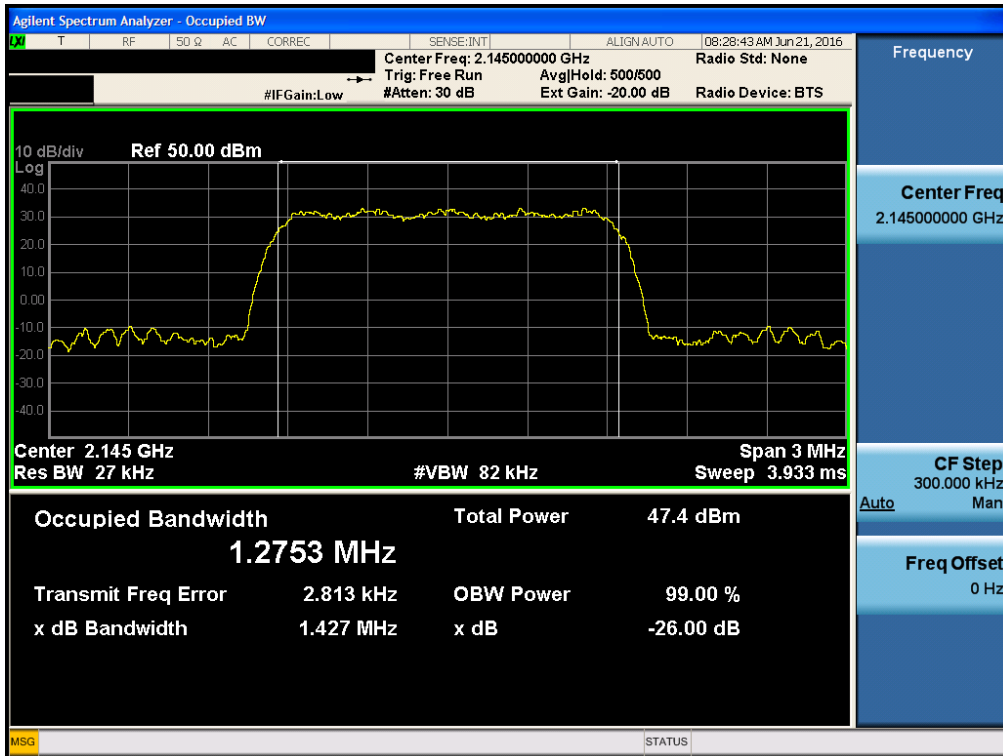 Agilent Spectrum Analyzer - Occupied BW
LXI T RF 50 Ω AC CORREC SENSE:INT ALIGN AUTO 08:28:43 AM Jun 21, 2016
Frequency
Center Freq: 2.145000000 GHz Radio Std: None
Trig: Free Run Avg|Hold: 500/500
#IFGain:Low #Atten: 30 dB Ext Gain: -20.00 dB Radio Device: BTS
10 dB/div Ref 50.00 dBm
Log
40.0
30.0
20.0
10.0
0.00
-10.0
-20.0
-30.0
-40.0
Center 2.145 GHz Span 3 MHz
Res BW 27 kHz #VBW 82 kHz Sweep 3.933 ms
Occupied Bandwidth Total Power 47.4 dBm
1.2753 MHz
Transmit Freq Error 2.813 kHz OBW Power 99.00 %
x dB Bandwidth 1.427 MHz x dB -26.00 dB
Center Freq
2.145000000 GHz
CF Step
300.000 kHz
Auto Man
Freq Offset
0 Hz
MSG STATUS